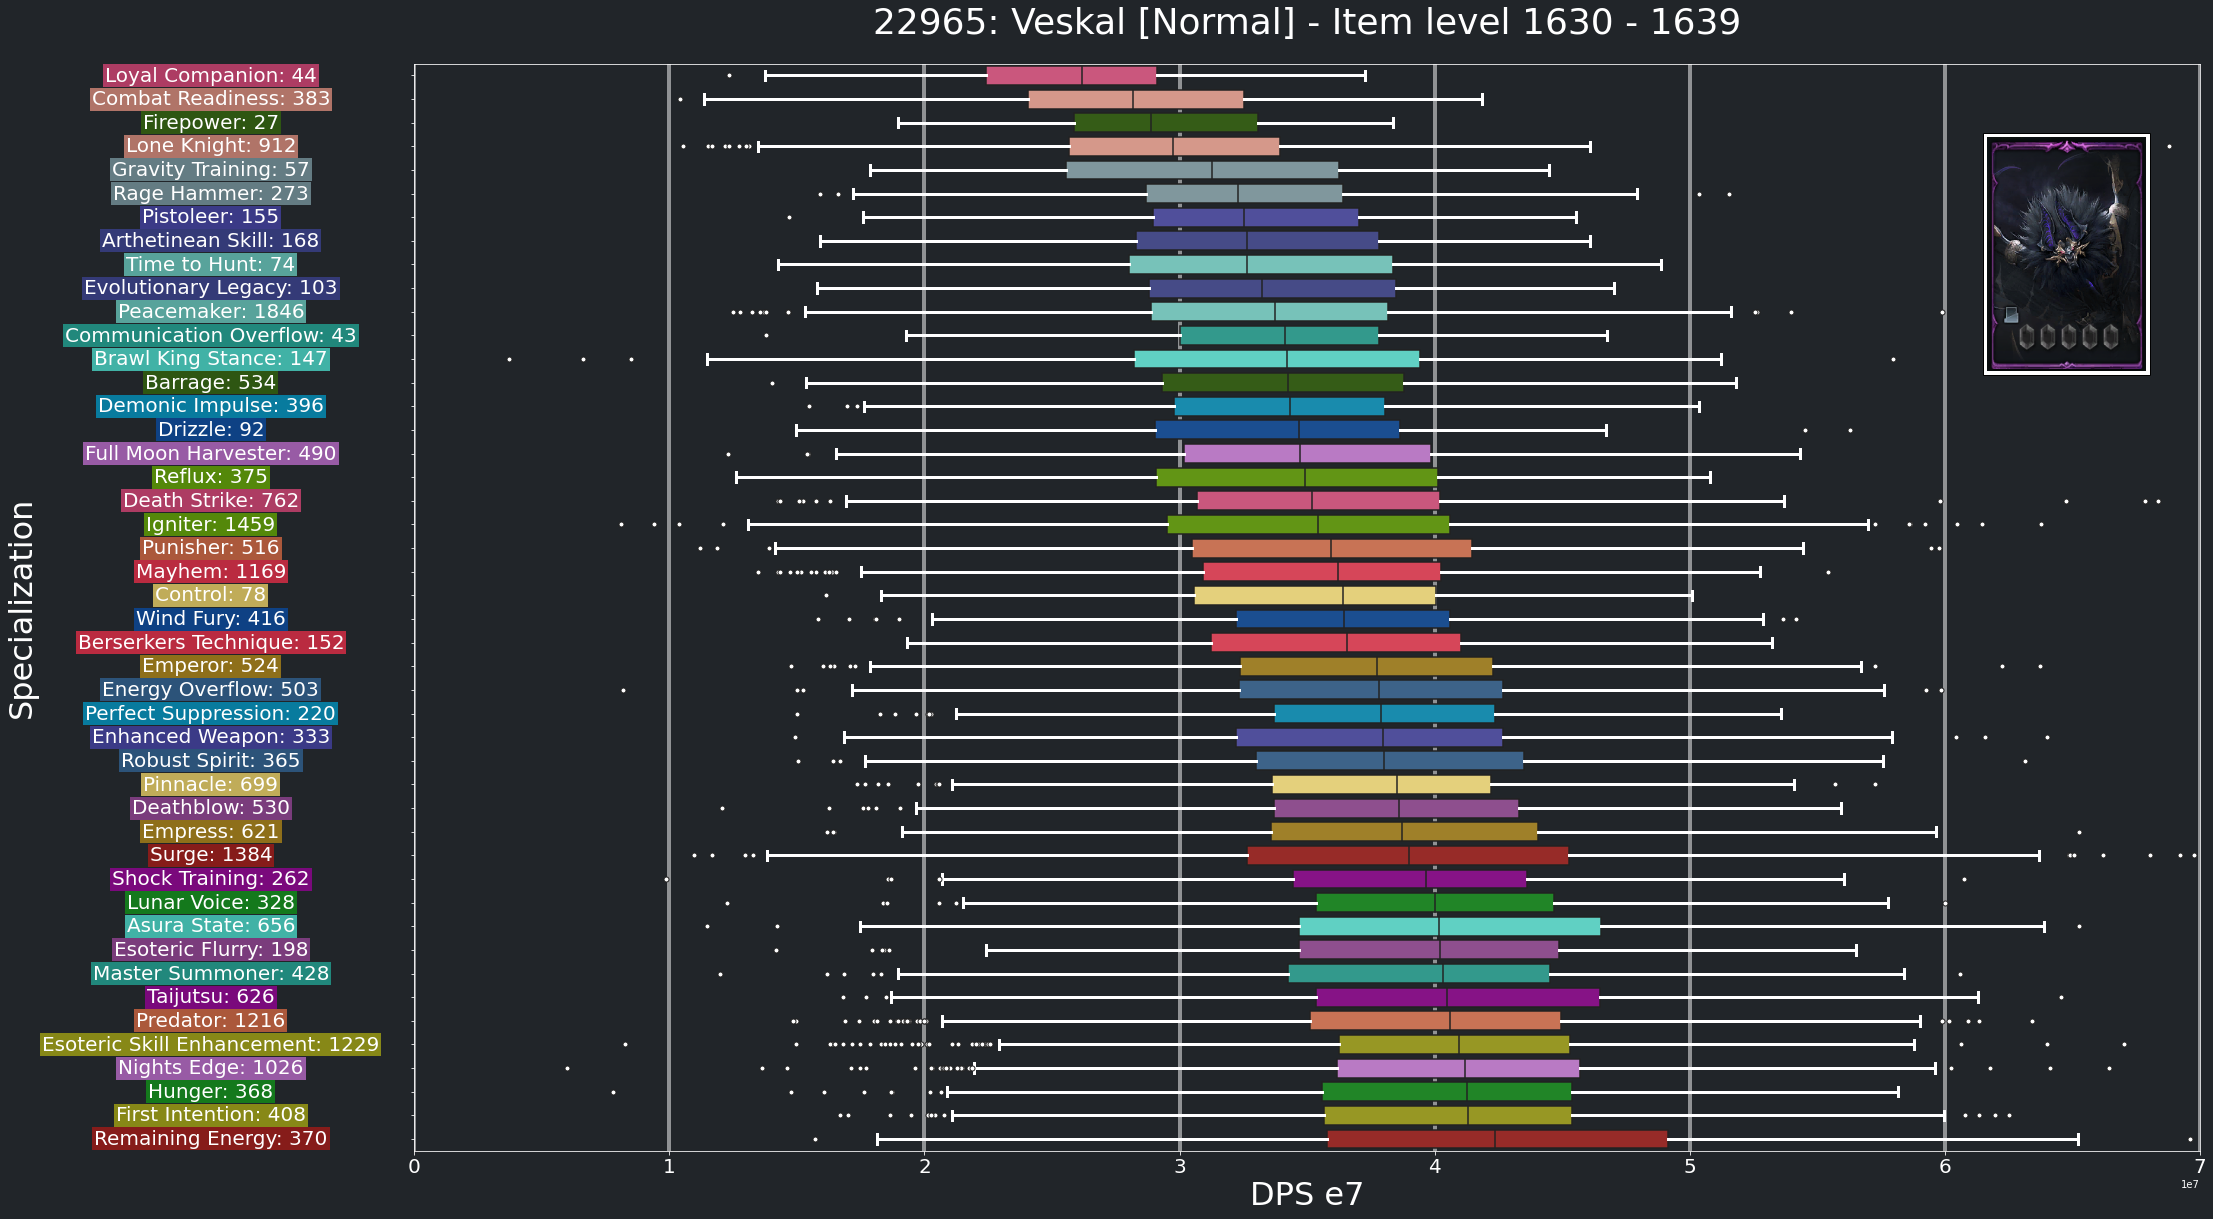 22965: Veskal [Normal] - Item level 1630 - 1639
Loyal Companion: 44
Combat Readiness: 383
Firepower: 27
Lone Knight: 912
Gravity Training: 57
Rage Hammer: 273
Pistoleer: 155
Arthetinean Skill: 168
Time to Hunt: 74
Evolutionary Legacy: 103
Peacemaker: 1846
Communication Overflow: 43
Brawl King Stance: 147
Barrage: 534
Demonic Impulse: 396
Drizzle: 92
Full Moon Harvester: 490
Reflux: 375
Death Strike: 762
Igniter: 1459
Punisher: 516
Mayhem: 1169
Control: 78
Wind Fury: 416
Berserkers Technique: 152
Emperor: 524
Energy Overflow: 503
Perfect Suppression: 220
Enhanced Weapon: 333
Robust Spirit: 365
Pinnacle: 699
Deathblow: 530
Empress: 621
Surge: 1384
Shock Training: 262
Lunar Voice: 328
Asura State: 656
Esoteric Flurry: 198
Master Summoner: 428
Taijutsu: 626
Predator: 1216
Esoteric Skill Enhancement: 1229
Nights Edge: 1026
Hunger: 368
First Intention: 408
Remaining Energy: 370
Specialization
0 1 2 3 4 5 6 7
DPS e7
1e7